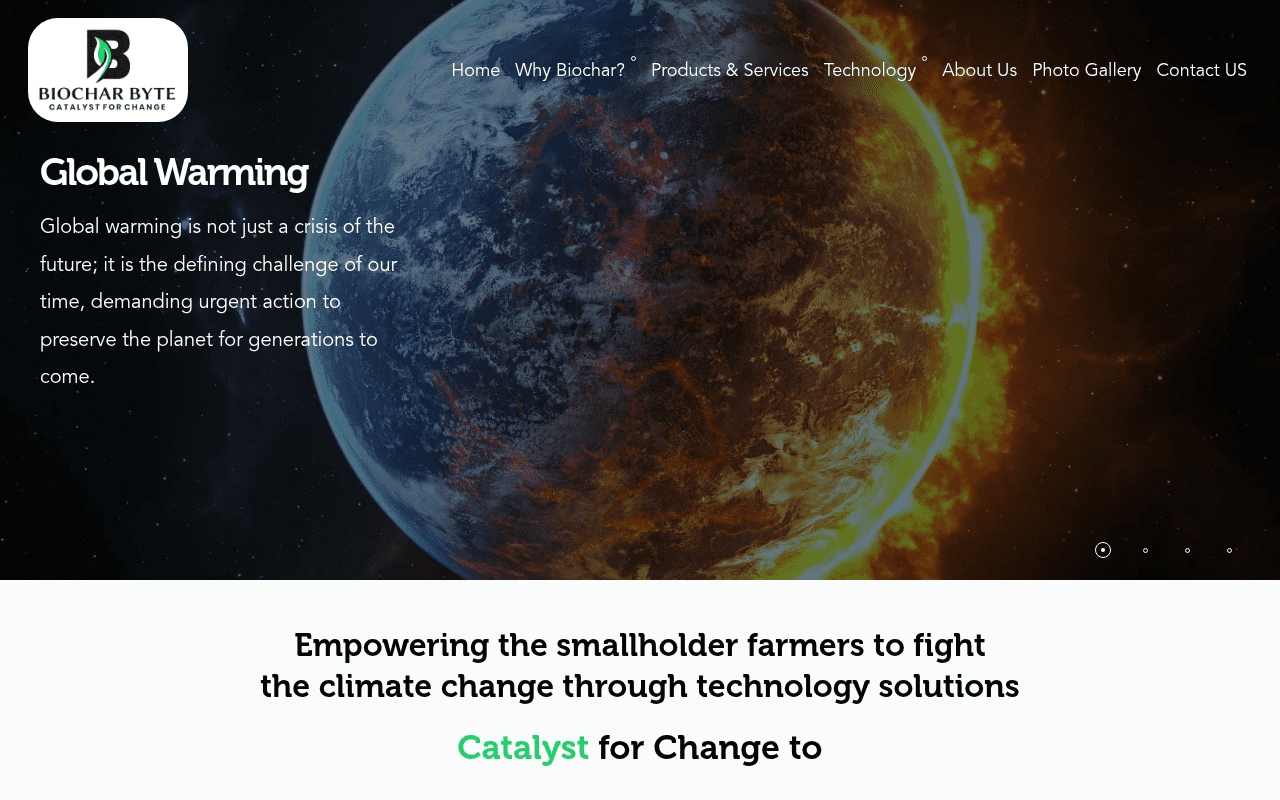 BIOCHAR BYTE
CATALYST FOR CHANGE
Home Why Biochar? Products & Services Technology About Us Photo Gallery Contact US
Global Warming
Global warming is not just a crisis of the
future; it is the defining challenge of our
time, demanding urgent action to
preserve the planet for generations to
come.
Empowering the smallholder farmers to fight
the climate change through technology solutions
Catalyst for Change to